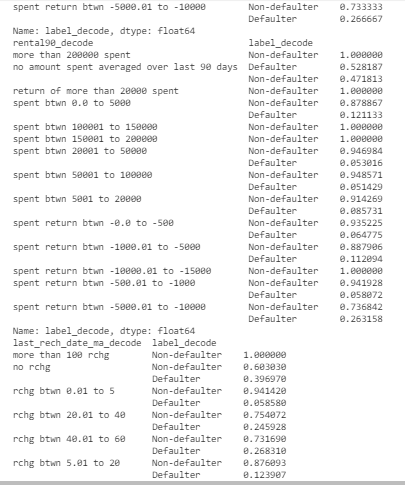 spent return btwn -5000.01 to -10000 Non-defaulter 0.733333
Defaulter 0.266667
Name: label_decode, dtype: float64
rental90_decode label_decode
more than 200000 spent Non-defaulter 1.000000
no amount spent averaged over last 90 days Defaulter 0.528187
Non-defaulter 0.471813
return of more than 20000 spent Non-defaulter 1.000000
spent btwn 0.0 to 5000 Non-defaulter 0.878867
Defaulter 0.121133
spent btwn 100001 to 150000 Non-defaulter 1.000000
spent btwn 150001 to 200000 Non-defaulter 1.000000
spent btwn 20001 to 50000 Non-defaulter 0.946984
Defaulter 0.053016
spent btwn 50001 to 100000 Non-defaulter 0.948571
Defaulter 0.051429
spent btwn 5001 to 20000 Non-defaulter 0.914269
Defaulter 0.085731
spent return btwn -0.0 to -500 Non-defaulter 0.935225
Defaulter 0.064775
spent return btwn -1000.01 to -5000 Non-defaulter 0.887906
Defaulter 0.112094
spent return btwn -10000.01 to -15000 Non-defaulter 1.000000
spent return btwn -500.01 to -1000 Non-defaulter 0.941928
Defaulter 0.058072
spent return btwn -5000.01 to -10000 Non-defaulter 0.736842
Defaulter 0.263158
Name: label_decode, dtype: float64
last_rech_date_ma_decode label_decode
more than 100 rchg Non-defaulter 1.000000
no rchg Non-defaulter 0.603030
Defaulter 0.396970
rchg btwn 0.01 to 5 Non-defaulter 0.941420
Defaulter 0.058580
rchg btwn 20.01 to 40 Non-defaulter 0.754072
Defaulter 0.245928
rchg btwn 40.01 to 60 Non-defaulter 0.731690
Defaulter 0.268310
rchg btwn 5.01 to 20 Non-defaulter 0.876093
Defaulter 0.123907